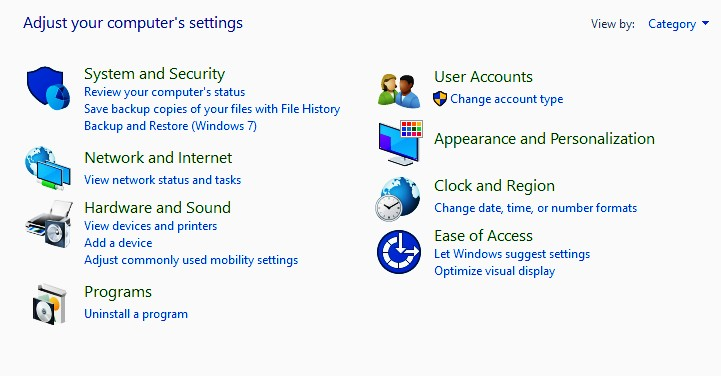 Adjust your computer's settings
View by: Category
System and Security
Review your computer's status
Save backup copies of your files with File History
Backup and Restore (Windows 7)
Network and Internet
View network status and tasks
Hardware and Sound
View devices and printers
Add a device
Adjust commonly used mobility settings
Programs
Uninstall a program
User Accounts
Change account type
Appearance and Personalization
Clock and Region
Change date, time, or number formats
Ease of Access
Let Windows suggest settings
Optimize visual display